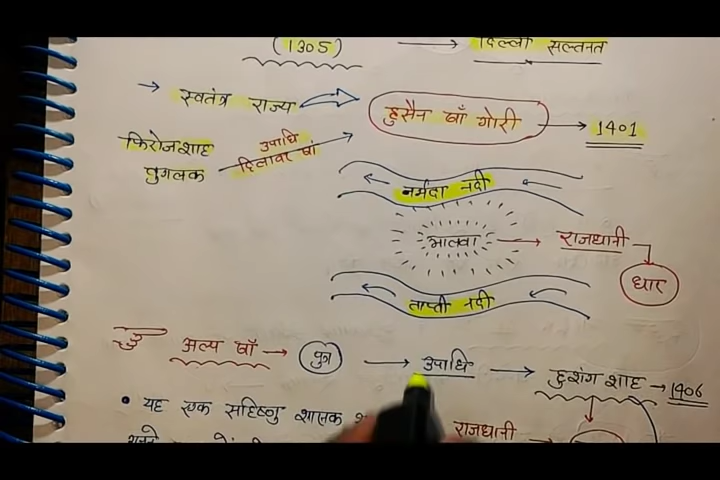 (1305) → दिल्ली सल्तनत
→ स्वतंत्र राज्य
हुसैन खाँ गोरी → 1401
फिरोजशाह तुगलक
उपाधि
दिलावर खां
नर्मदा नदी
मालवा → राजधानी
धार
ताप्ती नदी
अल्प खाँ → पुत्र → उपाधि → हुशंग शाह → 1406
• यह एक सहिष्णु शासक
राजधानी